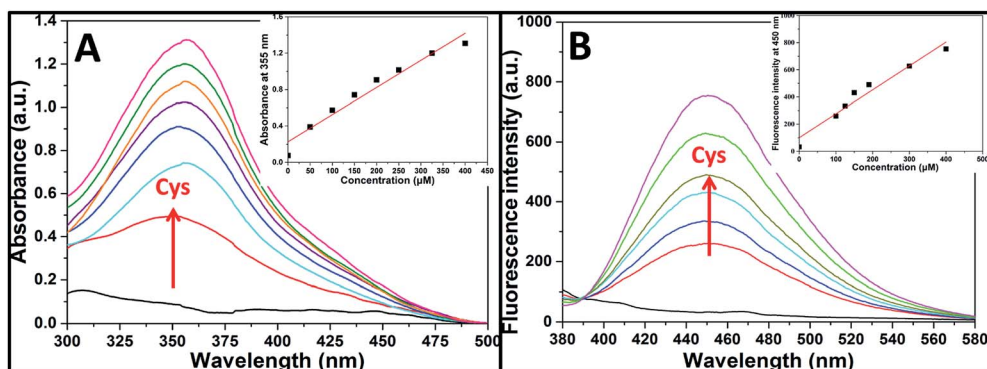 A
Absorbance (a.u.)
1.4
1.2
1.0
0.8
0.6
0.4
0.2
0.0
300 325 350 375 400 425 450 475 500
Wavelength (nm)
Cys
Absorbance at 355 nm
1.6
1.2
0.8
0.4
0.0
0 50 100 150 200 250 300 350 400 450
Concentration (µM)
B
Fluorescence intensity (a.u.)
1000
800
600
400
200
0
380 400 420 440 460 480 500 520 540 560 580
Wavelength (nm)
Cys
Fluorescence intensity at 450 nm
1000
800
600
400
200
0
0 100 200 300 400 500
Concentration (µM)